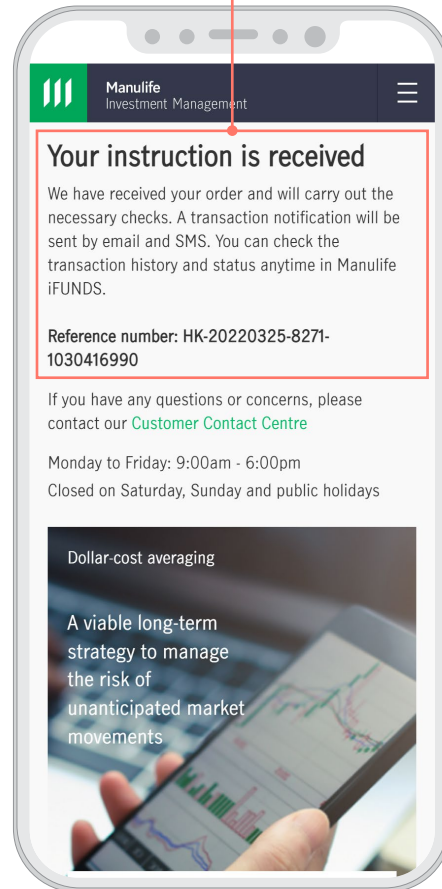 Manulife
Investment Management
Your instruction is received
We have received your order and will carry out the
necessary checks. A transaction notification will be
sent by email and SMS. You can check the
transaction history and status anytime in Manulife
iFUNDS.
Reference number: HK-20220325-8271-
1030416990
If you have any questions or concerns, please
contact our Customer Contact Centre
Monday to Friday: 9:00am - 6:00pm
Closed on Saturday, Sunday and public holidays
Dollar-cost averaging
A viable long-term
strategy to manage
the risk of
unanticipated market
movements